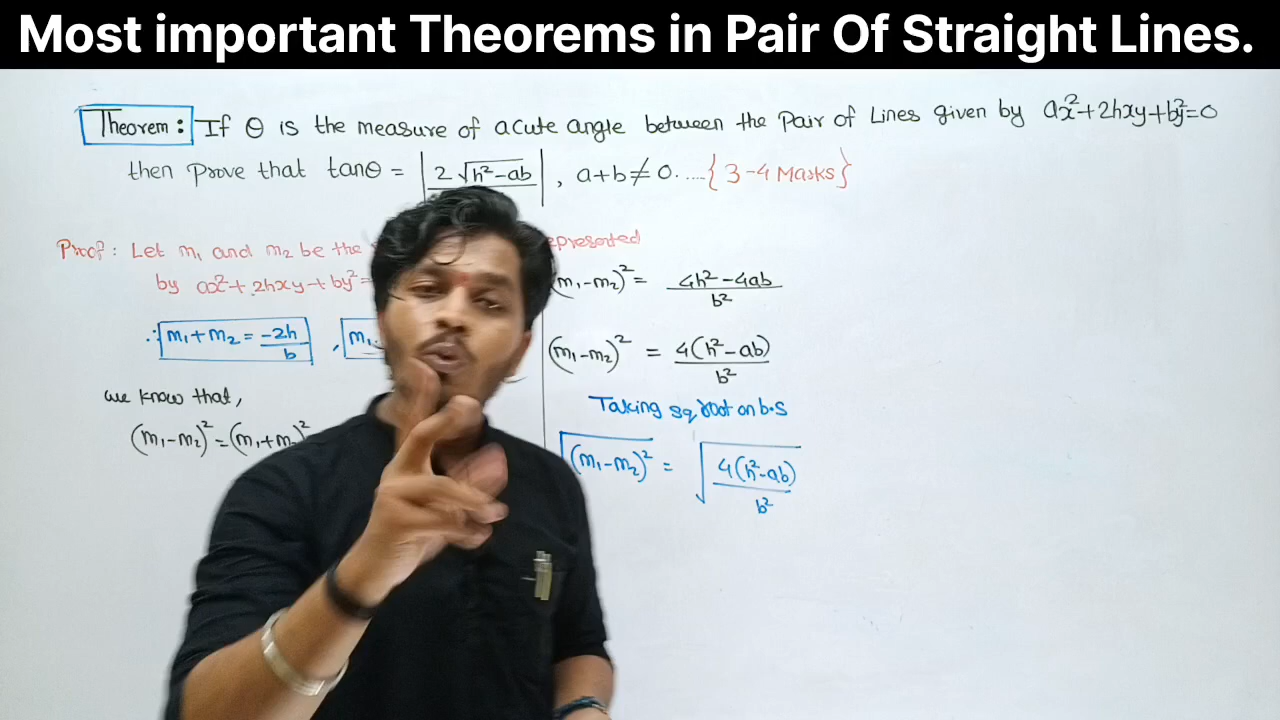 Most important Theorems in Pair Of Straight Lines.
Theorem: If θ is the measure of acute angle between the Pair of Lines given by ax²+2hxy+by²=0
then Prove that tanθ = |2√(h²-ab)| , a+b≠0.....{3-4 Marks}
Proof: Let m₁ and m₂ be the
by ax²+2hxy+by²=
∴ m₁+m₂ = -2h/b , m₁.
we know that,
(m₁-m₂)² = (m₁+m₂)²
epresented
(m₁-m₂)² = 4h²-4ab/b²
(m₁-m₂)² = 4(h²-ab)/b²
Taking sq root on b.s
√(m₁-m₂)² = √4(h²-ab)/b²